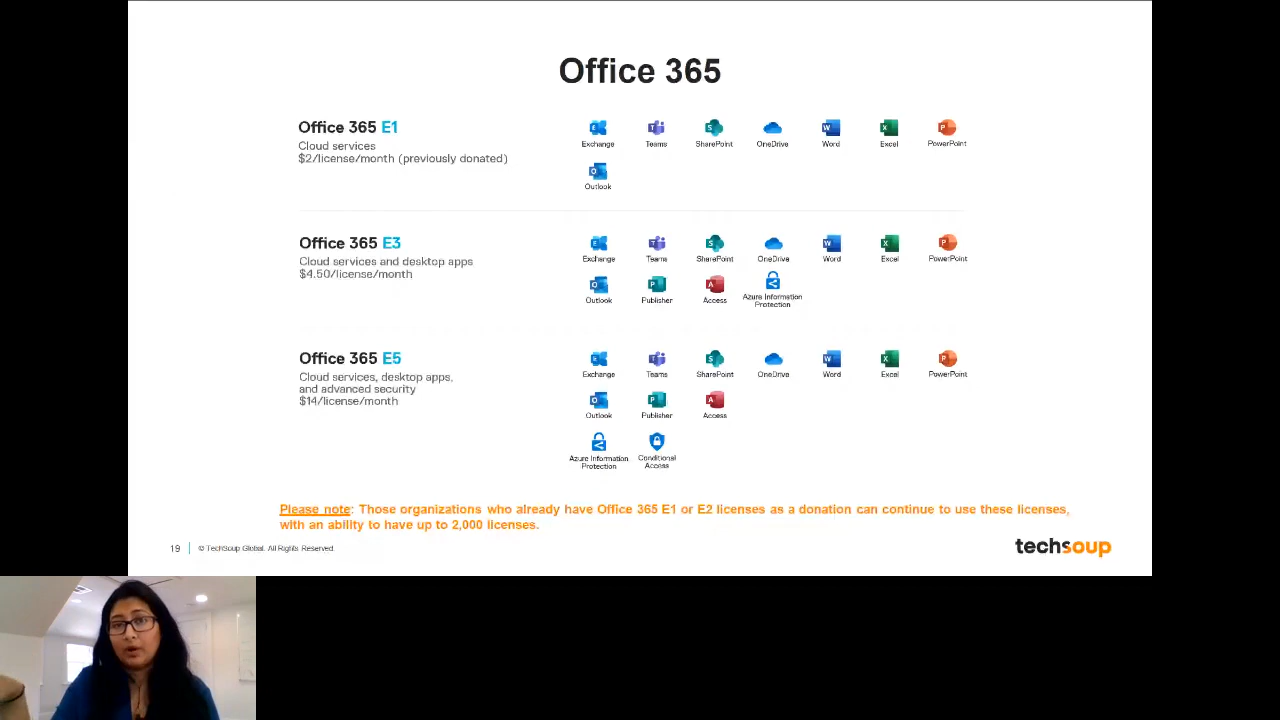 Office 365
Office 365 E1
Cloud services
$2/license/month (previously donated)
Exchange Teams SharePoint OneDrive Word Excel PowerPoint
Outlook
Office 365 E3
Cloud services and desktop apps
$4.50/license/month
Exchange Teams SharePoint OneDrive Word Excel PowerPoint
Outlook Publisher Access Azure Information
Protection
Office 365 E5
Cloud services, desktop apps,
and advanced security
$14/license/month
Exchange Teams SharePoint OneDrive Word Excel PowerPoint
Outlook Publisher Access
Azure Information Conditional
Protection Access
Please note: Those organizations who already have Office 365 E1 or E2 licenses as a donation can continue to use these licenses,
with an ability to have up to 2,000 licenses.
19 © TechSoup Global. All Rights Reserved.
techsoup